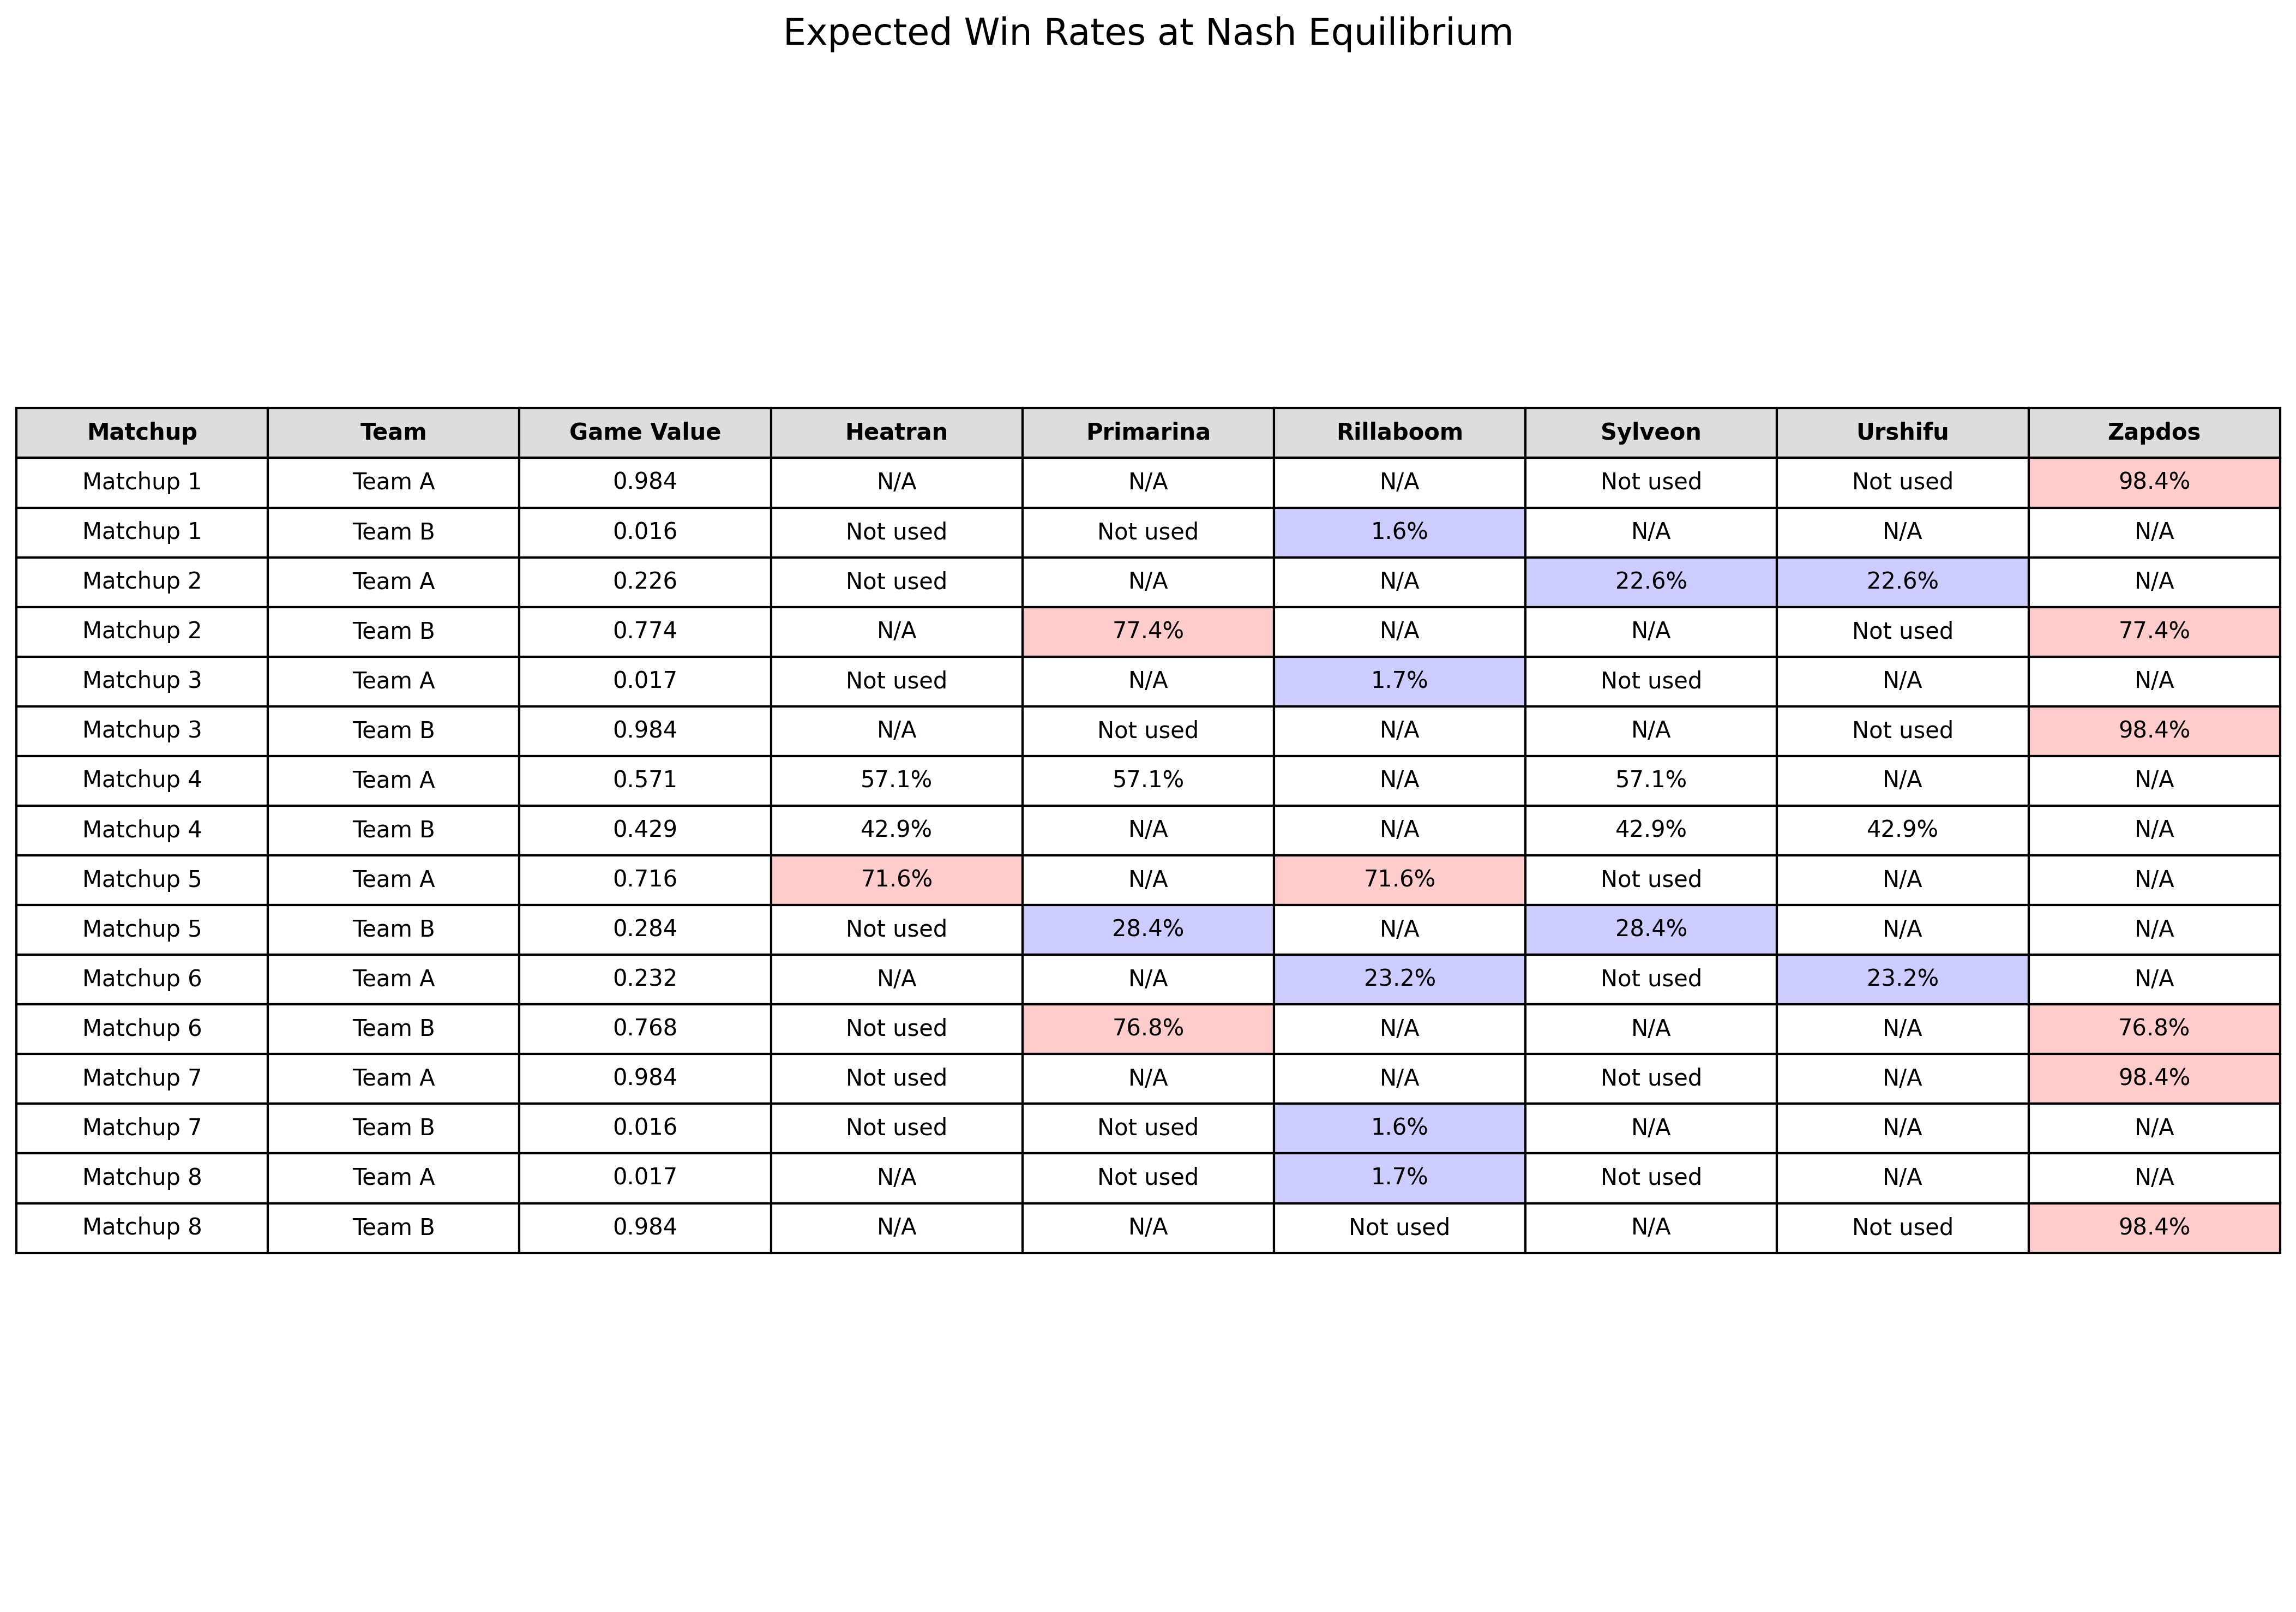 Expected Win Rates at Nash Equilibrium
Matchup Team Game Value Heatran Primarina Rillaboom Sylveon Urshifu Zapdos
Matchup 1 Team A 0.984 N/A N/A N/A Not used Not used 98.4%
Matchup 1 Team B 0.016 Not used Not used 1.6% N/A N/A N/A
Matchup 2 Team A 0.226 Not used N/A N/A 22.6% 22.6% N/A
Matchup 2 Team B 0.774 N/A 77.4% N/A N/A Not used 77.4%
Matchup 3 Team A 0.017 Not used N/A 1.7% Not used N/A N/A
Matchup 3 Team B 0.984 N/A Not used N/A N/A Not used 98.4%
Matchup 4 Team A 0.571 57.1% 57.1% N/A 57.1% N/A N/A
Matchup 4 Team B 0.429 42.9% N/A N/A 42.9% 42.9% N/A
Matchup 5 Team A 0.716 71.6% N/A 71.6% Not used N/A N/A
Matchup 5 Team B 0.284 Not used 28.4% N/A 28.4% N/A N/A
Matchup 6 Team A 0.232 N/A N/A 23.2% Not used 23.2% N/A
Matchup 6 Team B 0.768 Not used 76.8% N/A N/A N/A 76.8%
Matchup 7 Team A 0.984 Not used N/A N/A Not used N/A 98.4%
Matchup 7 Team B 0.016 Not used Not used 1.6% N/A N/A N/A
Matchup 8 Team A 0.017 N/A Not used 1.7% Not used N/A N/A
Matchup 8 Team B 0.984 N/A N/A Not used N/A Not used 98.4%